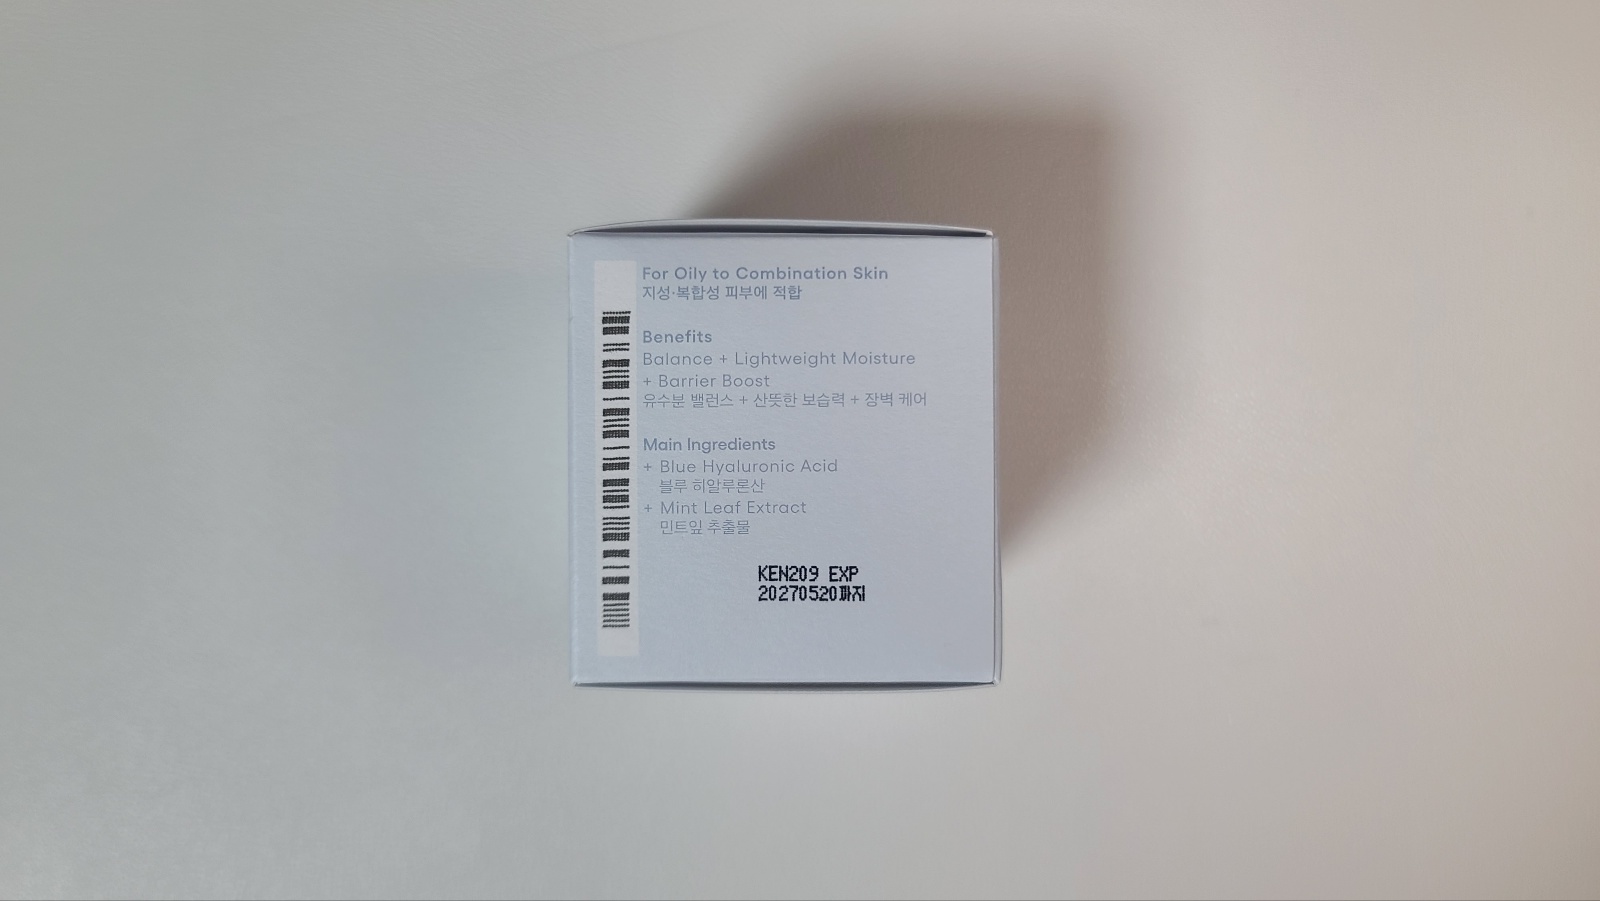 For Oily to Combination Skin
지성·복합성 피부에 적합
Benefits
Balance + Lightweight Moisture
+ Barrier Boost
유수분 밸런스 + 산뜻한 보습력 + 장벽 케어
Main Ingredients
+ Blue Hyaluronic Acid
블루 히알루론산
+ Mint Leaf Extract
민트잎 추출물
KEN209 EXP
20270520까지